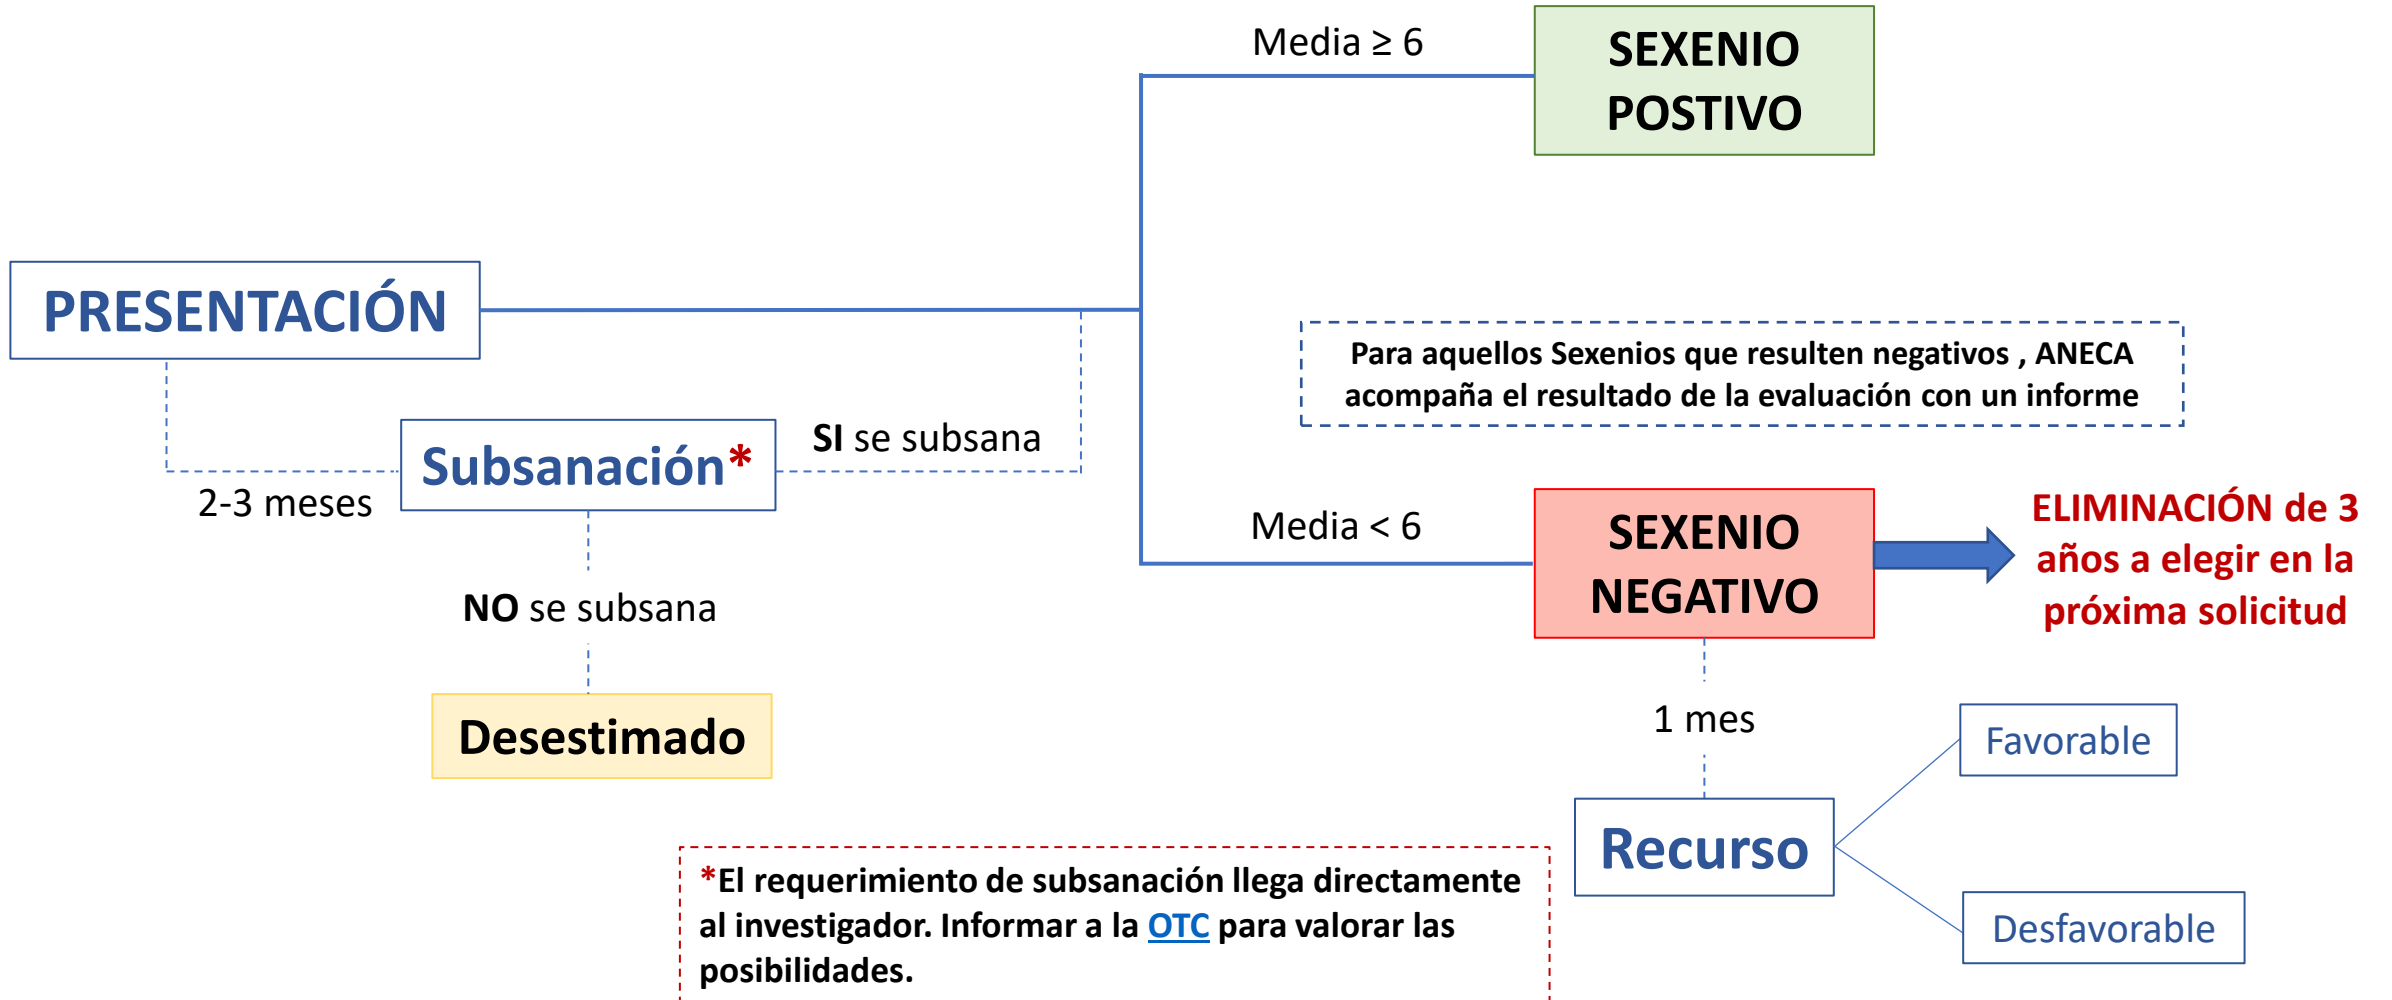 Media ≥ 6
SEXENIO
POSTIVO
PRESENTACIÓN
Para aquellos Sexenios que resulten negativos , ANECA
acompaña el resultado de la evaluación con un informe
SI se subsana
Subsanación*
2-3 meses
Media < 6
SEXENIO
NEGATIVO
ELIMINACIÓN de 3
años a elegir en la
próxima solicitud
NO se subsana
Desestimado
1 mes
Favorable
Recurso
Desfavorable
*El requerimiento de subsanación llega directamente
al investigador. Informar a la OTC para valorar las
posibilidades.